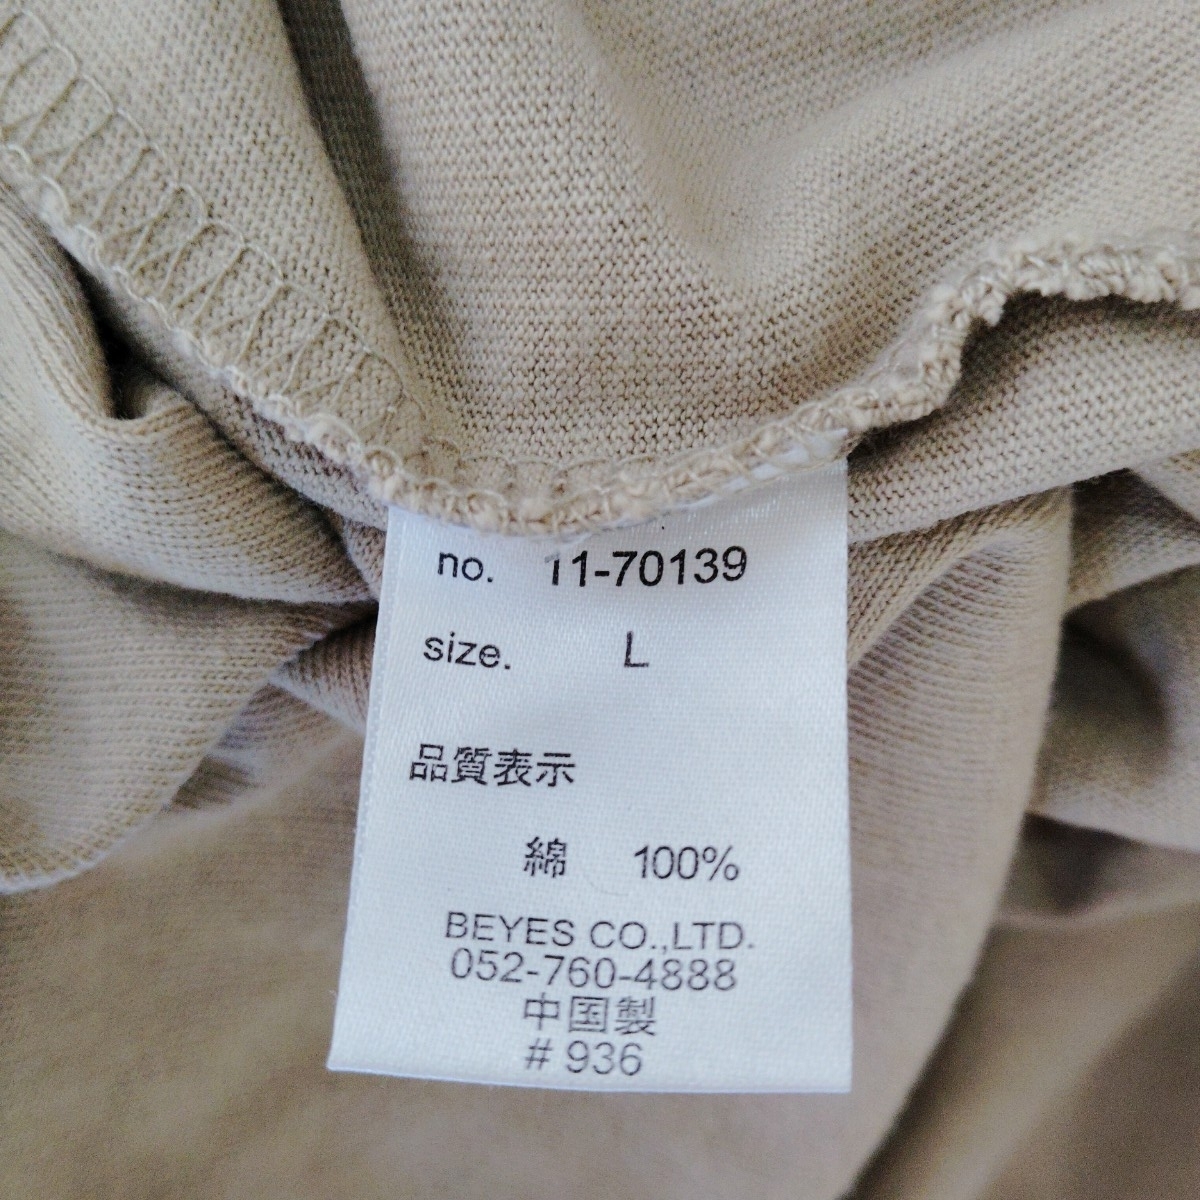 no. 11-70139
size. L
品質表示
綿 100%
BEYES CO.,LTD.
052-760-4888
中国製
# 936